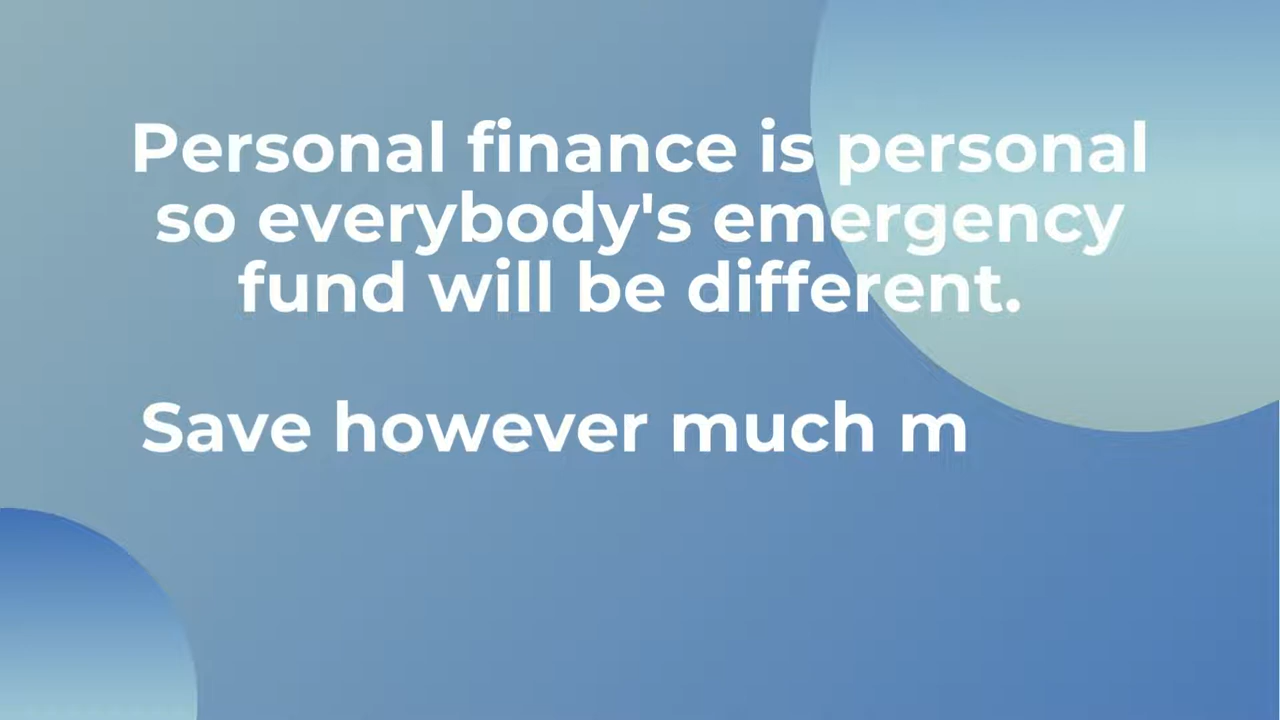 Personal finance is personal
so everybody's emergency
fund will be different.
Save however much m